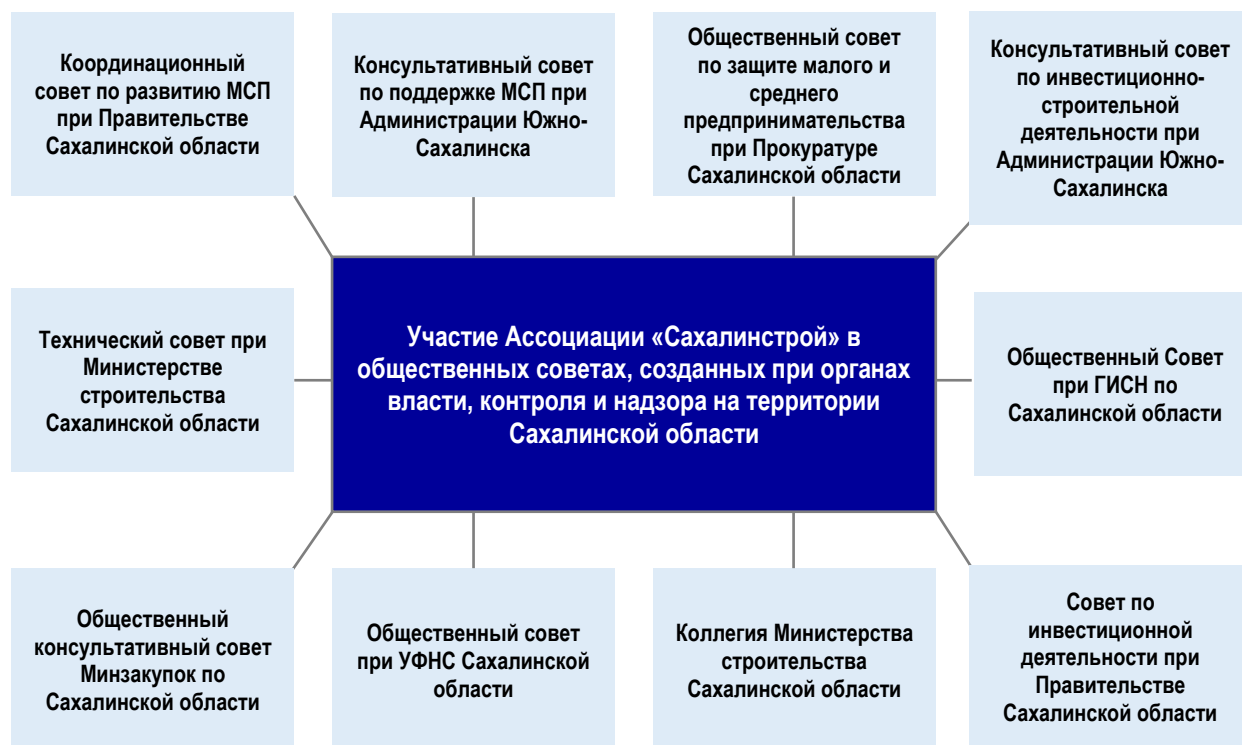 Координационный
совет по развитию МСП
при Правительстве
Сахалинской области
Консультативный совет
по поддержке МСП при
Администрации Южно-
Сахалинска
Общественный совет
по защите малого и
среднего
предпринимательства
при Прокуратуре
Сахалинской области
Консультативный совет
по инвестиционно-
строительной
деятельности при
Администрации Южно-
Сахалинска
Технический совет при
Министерстве
строительства
Сахалинской области
Участие Ассоциации «Сахалинстрой» в
общественных советах, созданных при органах
власти, контроля и надзора на территории
Сахалинской области
Общественный Совет
при ГИСН по
Сахалинской области
Общественный
консультативный совет
Минзакупок по
Сахалинской области
Общественный совет
при УФНС Сахалинской
области
Коллегия Министерства
строительства
Сахалинской области
Совет по
инвестиционной
деятельности при
Правительстве
Сахалинской области